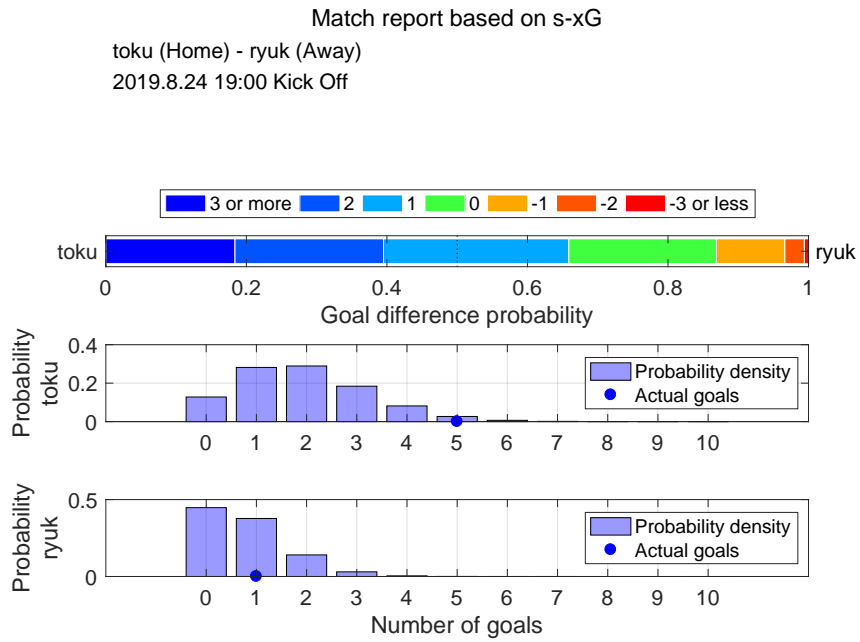 Match report based on s-xG
toku (Home) - ryuk (Away)
2019.8.24 19:00 Kick Off
3 or more 2 1 0 -1 -2 -3 or less
toku ryuk
0 0.2 0.4 0.6 0.8 1
Goal difference probability
Probability
toku
0.4
0.2
0
Probability density
Actual goals
0 1 2 3 4 5 6 7 8 9 10
Probability
ryuk
0.5
0
Probability density
Actual goals
0 1 2 3 4 5 6 7 8 9 10
Number of goals